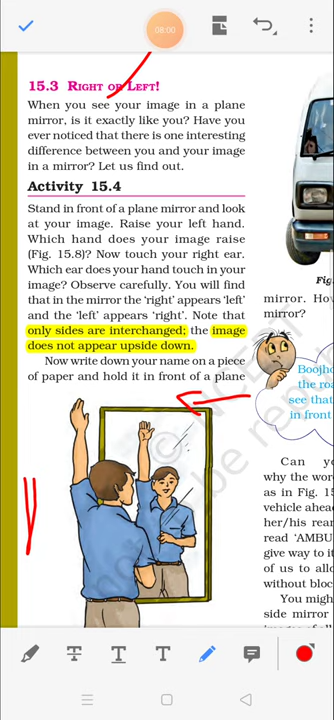 08:00
15.3 RIGHT OR LEFT!
When you see your image in a plane
mirror, is it exactly like you? Have you
ever noticed that there is one interesting
difference between you and your image
in a mirror? Let us find out.
Activity 15.4
Stand in front of a plane mirror and look
at your image. Raise your left hand.
Which hand does your image raise
(Fig. 15.8)? Now touch your right ear.
Which ear does your hand touch in your
image? Observe carefully. You will find
that in the mirror the ‘right’ appears ‘left’
and the ‘left’ appears ‘right’. Note that
only sides are interchanged; the image
does not appear upside down.
Now write down your name on a piece
of paper and hold it in front of a plane
Fig
mirror. How
mirror?
Boojho
the roa
see that
in front
Can yo
why the wor
as in Fig. 15
vehicle ahea
her/his rear
read ‘AMBU
give way to it
of us to allo
without bloc
You might
side mirror
T T T